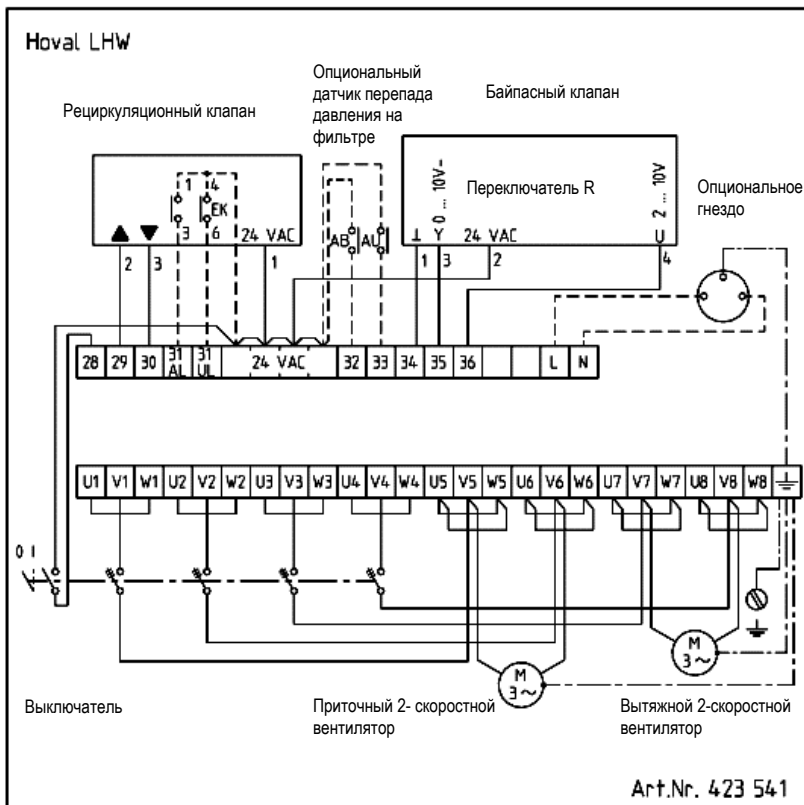 Hoval LHW
Рециркуляционный клапан
Опциональный
датчик перепада
давления на
фильтре
Байпасный клапан
Опциональное
гнездо
1 4
EK
3 6
24 VAC
2 3 1
AB AU
Переключатель R
⊥ Y 0 ... 10V- 24 VAC U 2 ... 10V
1 3 2 4
28 29 30 31 AL 31 UL 24 VAC 32 33 34 35 36 L N
U1 V1 W1 U2 V2 W2 U3 V3 W3 U4 V4 W4 U5 V5 W5 U6 V6 W6 U7 V7 W7 U8 V8 W8
0 I
M
3~
M
3~
Выключатель
Приточный 2- скоростной
вентилятор
Вытяжной 2-скоростной
вентилятор
Art.Nr. 423 541